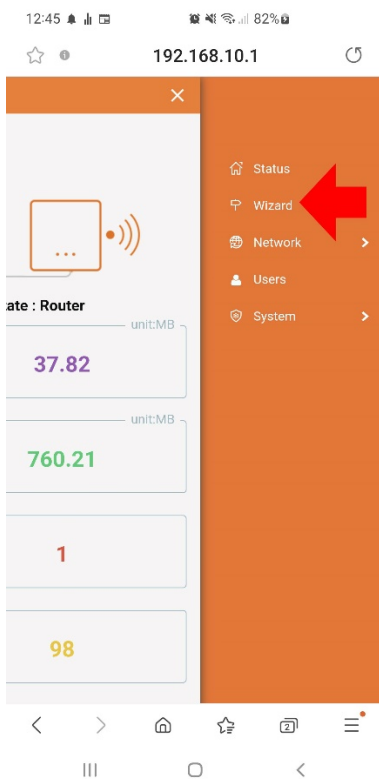 12:45 82%
192.168.10.1
Status
Wizard
Network
Users
System
ate : Router
unit:MB
37.82
unit:MB
760.21
1
98
2